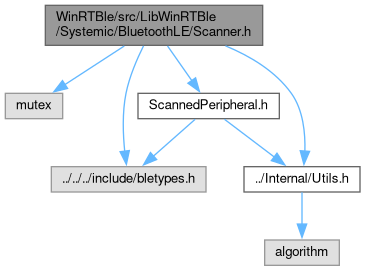 WinRTBle/src/LibWinRTBle
/Systemic/BluetoothLE/Scanner.h
mutex
ScannedPeripheral.h
../../../include/bletypes.h
../Internal/Utils.h
algorithm